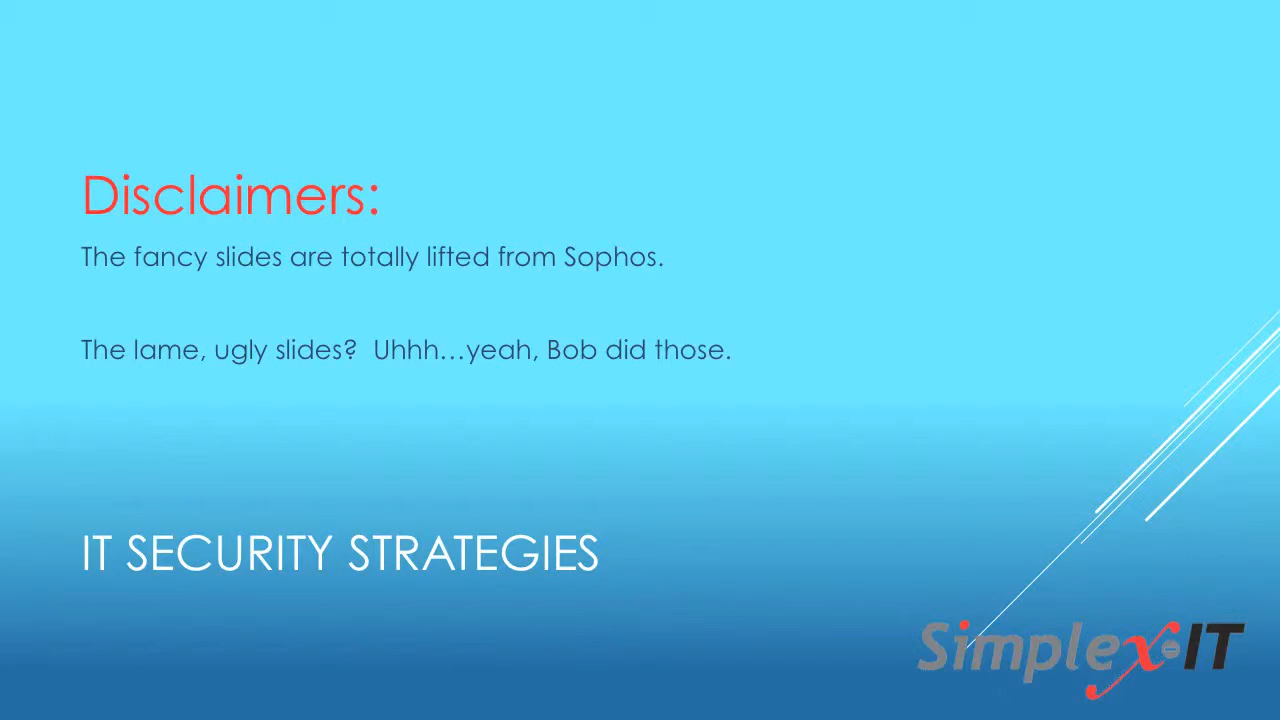 Disclaimers:
The fancy slides are totally lifted from Sophos.
The lame, ugly slides?  Uhhh…yeah, Bob did those.
IT SECURITY STRATEGIES
Simplex-IT